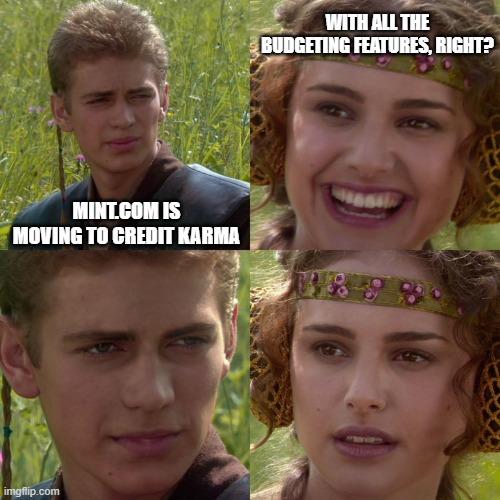 MINT.COM IS
MOVING TO CREDIT KARMA
WITH ALL THE
BUDGETING FEATURES, RIGHT?
imgflip.com